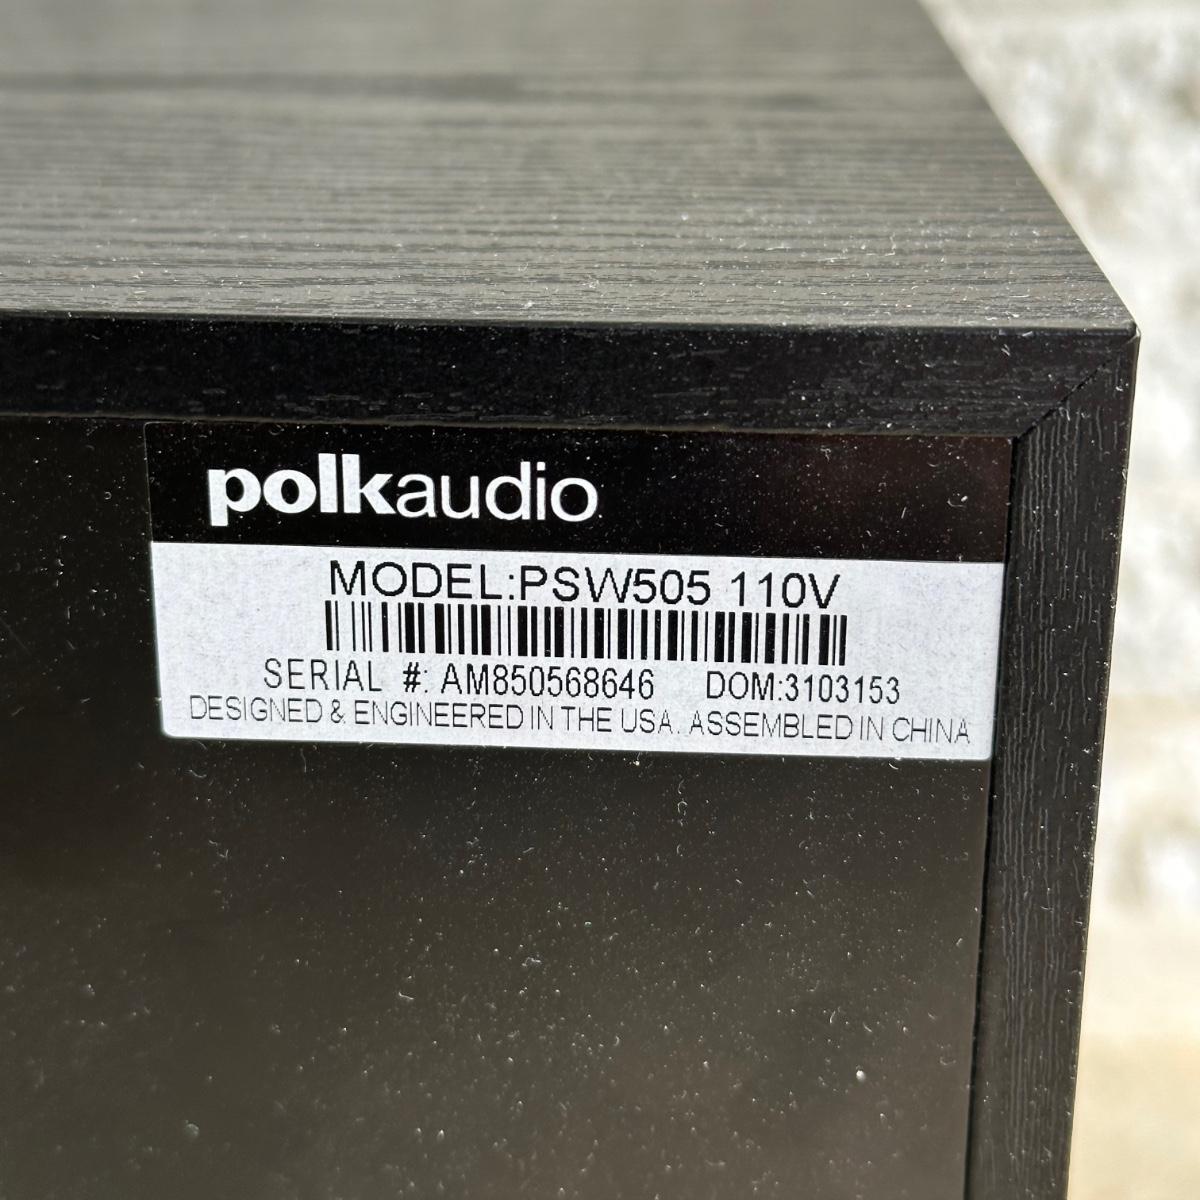 polkaudio
MODEL:PSW505 110V
SERIAL #: AM850568646 DOM:3103153
DESIGNED & ENGINEERED IN THE USA. ASSEMBLED IN CHINA